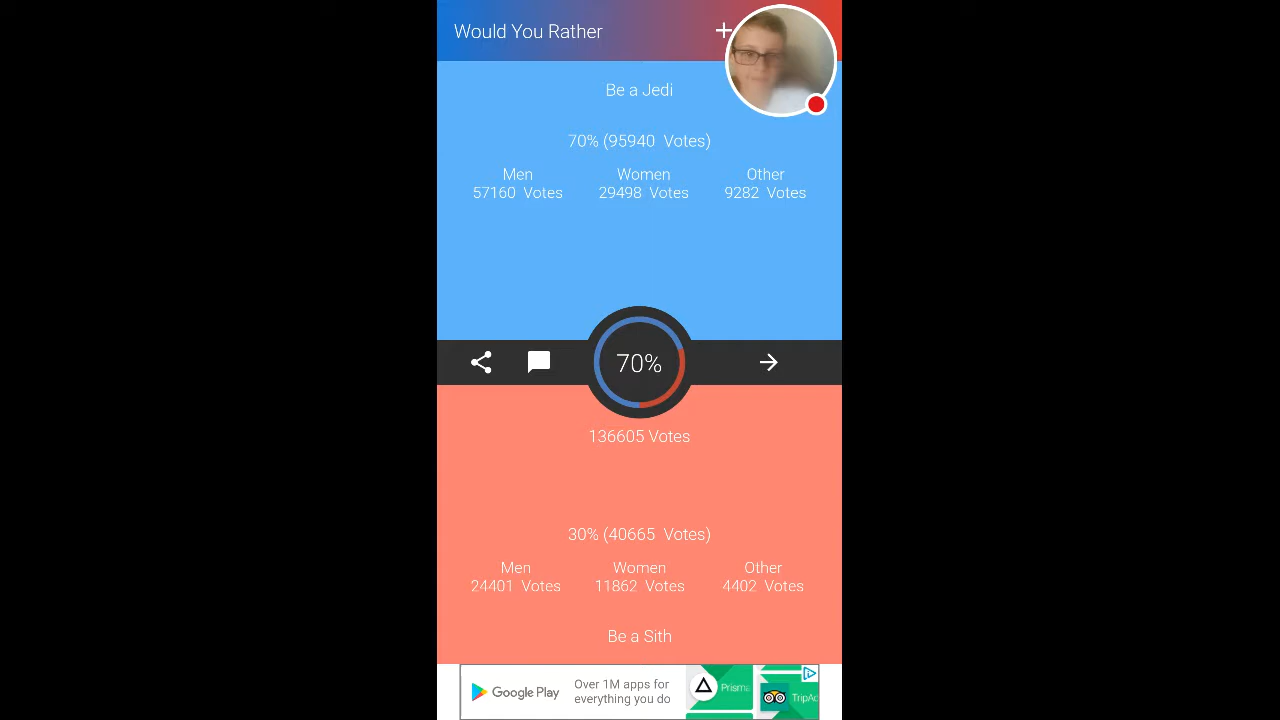 Would You Rather
Be a Jedi
70% (95940 Votes)
Men Women Other
57160 Votes 29498 Votes 9282 Votes
70%
136605 Votes
30% (40665 Votes)
Men Women Other
24401 Votes 11862 Votes 4402 Votes
Be a Sith
Google Play Over 1M apps for everything you do Prisma TripAc